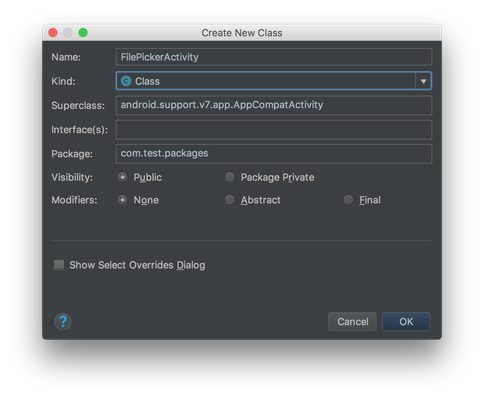 Create New Class
Name: FilePickerActivity
Kind: C Class
Superclass: android.support.v7.app.AppCompatActivity
Interface(s):
Package: com.test.packages
Visibility: Public Package Private
Modifiers: None Abstract Final
Show Select Overrides Dialog
? Cancel OK